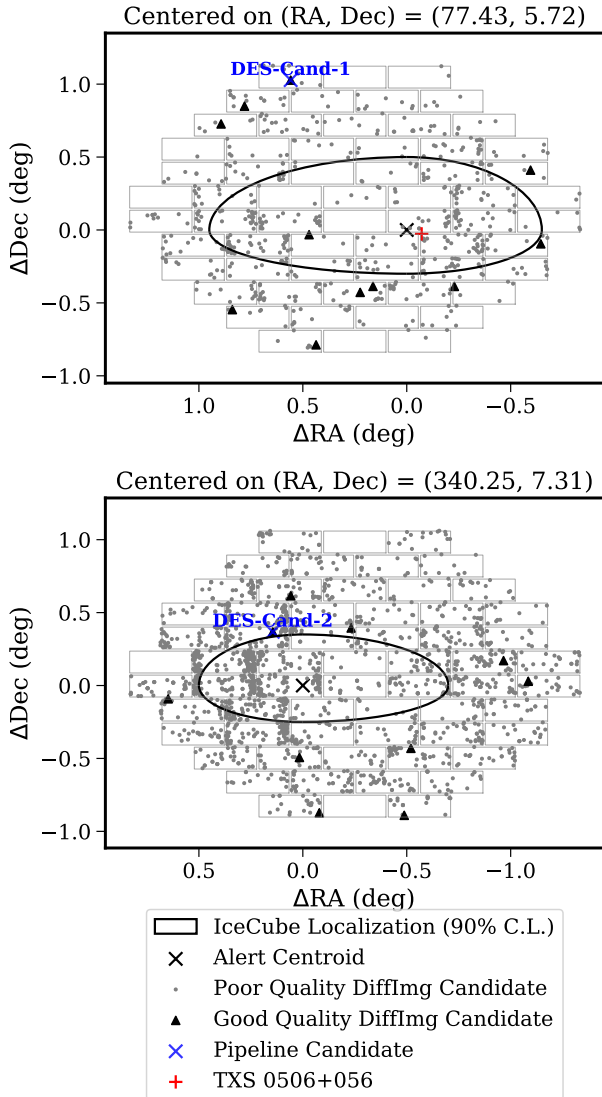 Centered on (RA, Dec) = (77.43, 5.72)
DES-Cand-1
1.0
0.5
0.0
−0.5
−1.0
ΔDec (deg)
1.0 0.5 0.0 −0.5
ΔRA (deg)
Centered on (RA, Dec) = (340.25, 7.31)
1.0
DES-Cand-2
0.5
0.0
−0.5
−1.0
ΔDec (deg)
0.5 0.0 −0.5 −1.0
ΔRA (deg)
IceCube Localization (90% C.L.)
Alert Centroid
Poor Quality DiffImg Candidate
Good Quality DiffImg Candidate
Pipeline Candidate
TXS 0506+056